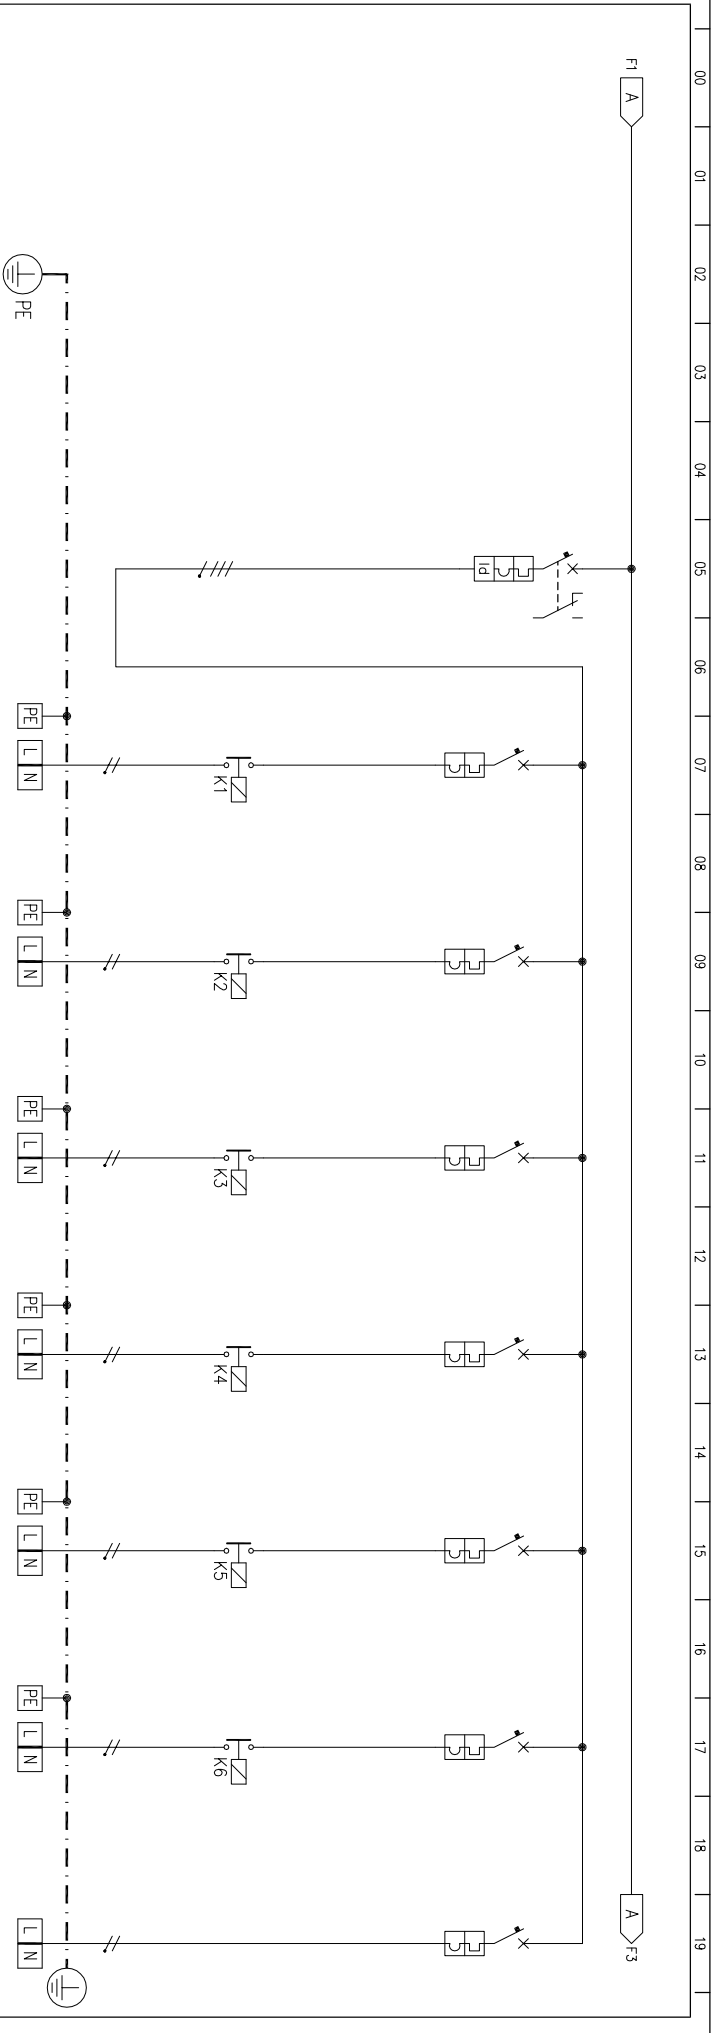 00 01 02 03 04 05 06 07 08 09 10 11 12 13 14 15 16 17 18 19
F1 A A F3
Id
K1 K2 K3 K4 K5 K6
PE
PE L N PE L N PE L N PE L N PE L N PE L N L N